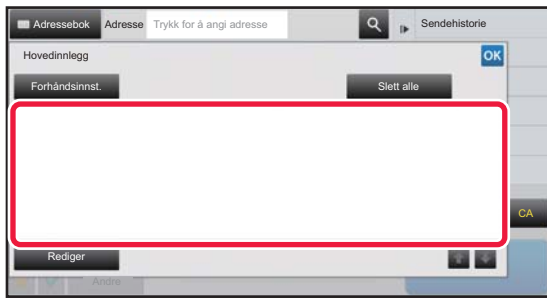 Adressebok Adresse Trykk for å angi adresse Sendehistorie
Hovedinnlegg OK
Forhåndsinnst. Slett alle
CA
Rediger
Andre